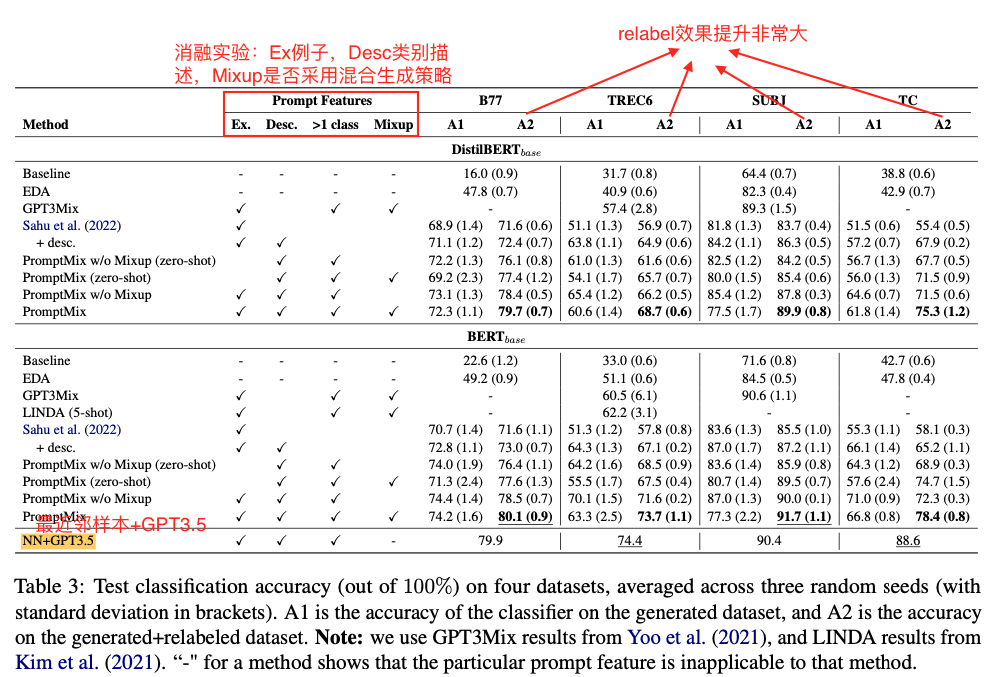 relabel效果提升非常大
消融实验：Ex例子，Desc类别描
述，Mixup是否采用混合生成策略
Prompt Features B77 TREC6 SUBJ TC
Method Ex. Desc. >1 class Mixup A1 A2 A1 A2 A1 A2 A1 A2
DistilBERTbase
Baseline - - - - 16.0 (0.9) 31.7 (0.8) 64.4 (0.7) 38.8 (0.6)
EDA - - - - 47.8 (0.7) 40.9 (0.6) 82.3 (0.4) 42.9 (0.7)
GPT3Mix ✓ ✓ ✓ - 57.4 (2.8) 89.3 (1.5) -
Sahu et al. (2022) ✓ 68.9 (1.4) 71.6 (0.6) 51.1 (1.3) 56.9 (0.7) 81.8 (1.3) 83.7 (0.4) 51.5 (0.6) 55.4 (0.5)
+ desc. ✓ ✓ 71.1 (1.2) 72.4 (0.7) 63.8 (1.1) 64.9 (0.6) 84.2 (1.1) 86.3 (0.5) 57.2 (0.7) 67.9 (0.2)
PromptMix w/o Mixup (zero-shot) ✓ ✓ 72.2 (1.3) 76.1 (0.8) 61.0 (1.3) 61.6 (0.6) 82.5 (1.2) 84.2 (0.5) 56.7 (1.3) 67.7 (0.5)
PromptMix (zero-shot) ✓ ✓ ✓ 69.2 (2.3) 77.4 (1.2) 54.1 (1.7) 65.7 (0.7) 80.0 (1.5) 85.4 (0.6) 56.0 (1.3) 71.5 (0.9)
PromptMix w/o Mixup ✓ ✓ ✓ 73.1 (1.3) 78.4 (0.5) 65.4 (1.2) 66.2 (0.5) 85.4 (1.2) 87.8 (0.3) 64.6 (0.7) 71.5 (0.6)
PromptMix ✓ ✓ ✓ ✓ 72.3 (1.1) 79.7 (0.7) 60.6 (1.4) 68.7 (0.6) 77.5 (1.7) 89.9 (0.8) 61.8 (1.4) 75.3 (1.2)
BERTbase
Baseline - - - - 22.6 (1.2) 33.0 (0.6) 71.6 (0.8) 42.7 (0.6)
EDA - - - - 49.2 (0.9) 51.1 (0.6) 84.5 (0.5) 47.8 (0.4)
GPT3Mix ✓ ✓ ✓ - 60.5 (6.1) 90.6 (1.1) -
LINDA (5-shot) ✓ ✓ ✓ - 62.2 (3.1) - -
Sahu et al. (2022) ✓ 70.7 (1.4) 71.6 (1.1) 51.3 (1.2) 57.8 (0.8) 83.6 (1.3) 85.5 (1.0) 55.3 (1.1) 58.1 (0.3)
+ desc. ✓ ✓ 72.8 (1.1) 73.0 (0.7) 64.3 (1.3) 67.1 (0.2) 87.0 (1.7) 87.2 (1.1) 66.1 (1.4) 65.2 (1.1)
PromptMix w/o Mixup (zero-shot) ✓ ✓ 74.0 (1.9) 76.4 (1.1) 64.2 (1.6) 68.5 (0.9) 83.6 (1.4) 85.9 (0.8) 64.3 (1.2) 68.9 (0.3)
PromptMix (zero-shot) ✓ ✓ ✓ 71.3 (2.4) 77.6 (1.3) 55.5 (1.7) 67.5 (0.4) 80.7 (1.4) 89.5 (0.7) 57.6 (2.4) 74.7 (1.5)
PromptMix w/o Mixup ✓ ✓ ✓ 74.4 (1.4) 78.5 (0.7) 70.1 (1.5) 71.6 (0.2) 87.0 (1.3) 90.0 (0.1) 71.0 (0.9) 72.3 (0.3)
PromptMix ✓ ✓ ✓ ✓ 74.2 (1.6) 80.1 (0.9) 63.3 (2.5) 73.7 (1.1) 77.3 (2.2) 91.7 (1.1) 66.8 (0.8) 78.4 (0.8)
最近邻样本+GPT3.5
NN+GPT3.5 ✓ ✓ ✓ - 79.9 74.4 90.4 88.6
Table 3: Test classification accuracy (out of 100%) on four datasets, averaged across three random seeds (with
standard deviation in brackets). A1 is the accuracy of the classifier on the generated dataset, and A2 is the accuracy
on the generated+relabeled dataset. Note: we use GPT3Mix results from Yoo et al. (2021), and LINDA results from
Kim et al. (2021). “-" for a method shows that the particular prompt feature is inapplicable to that method.